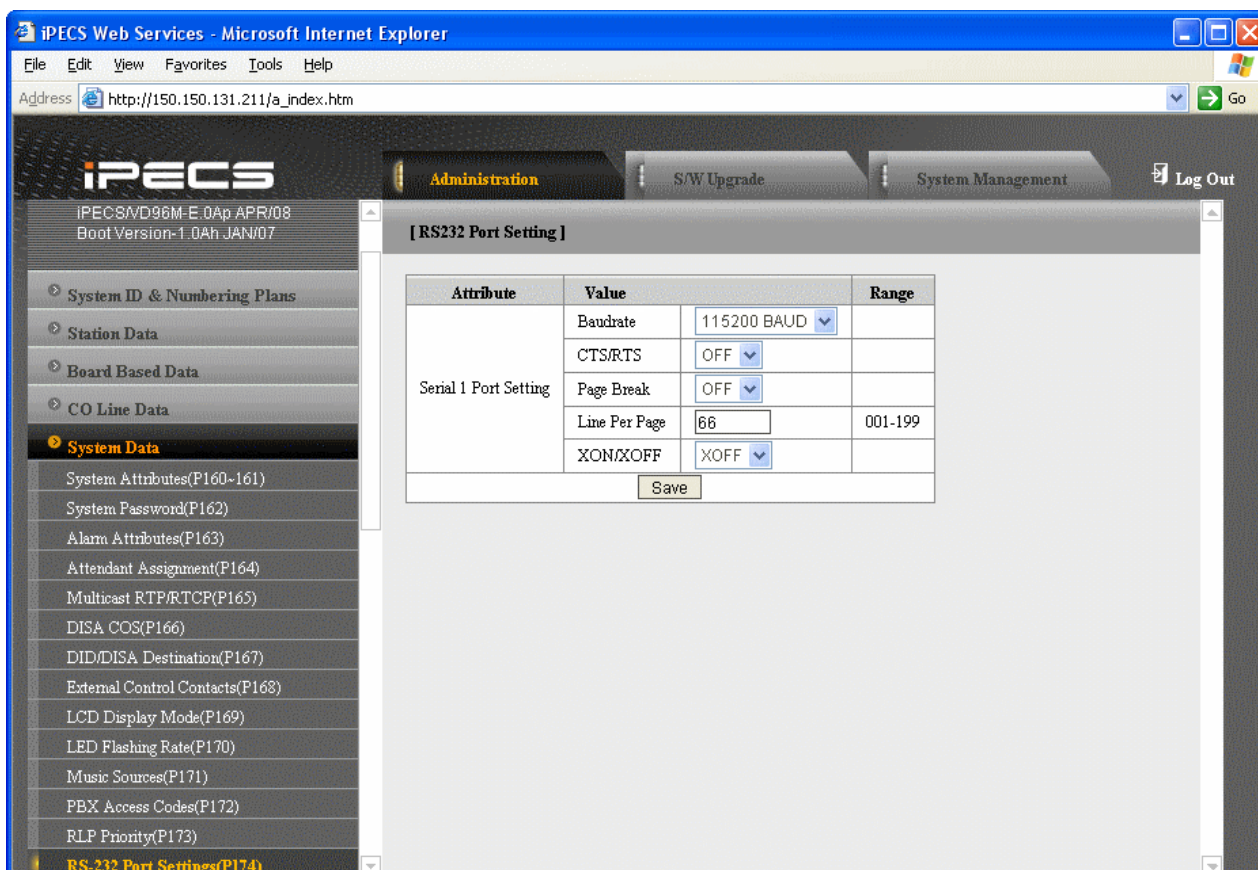 iPECS Web Services - Microsoft Internet Explorer
File Edit View Favorites Tools Help
Address http://150.150.131.211/a_index.htm Go
iPECS Administration S/W Upgrade System Management Log Out
iPECS/VD96M-E.0Ap APR/08
Boot Version-1.0Ah JAN/07
[ RS232 Port Setting ]
System ID & Numbering Plans
Station Data
Board Based Data
CO Line Data
System Data
System Attributes(P160~161)
System Password(P162)
Alarm Attributes(P163)
Attendant Assignment(P164)
Multicast RTP/RTCP(P165)
DISA COS(P166)
DID/DISA Destination(P167)
External Control Contacts(P168)
LCD Display Mode(P169)
LED Flashing Rate(P170)
Music Sources(P171)
PBX Access Codes(P172)
RLP Priority(P173)
RS-232 Port Settings(P174)
Attribute Value Range
Serial 1 Port Setting
Baudrate 115200 BAUD
CTS/RTS OFF
Page Break OFF
Line Per Page 66 001-199
XON/XOFF XOFF
Save